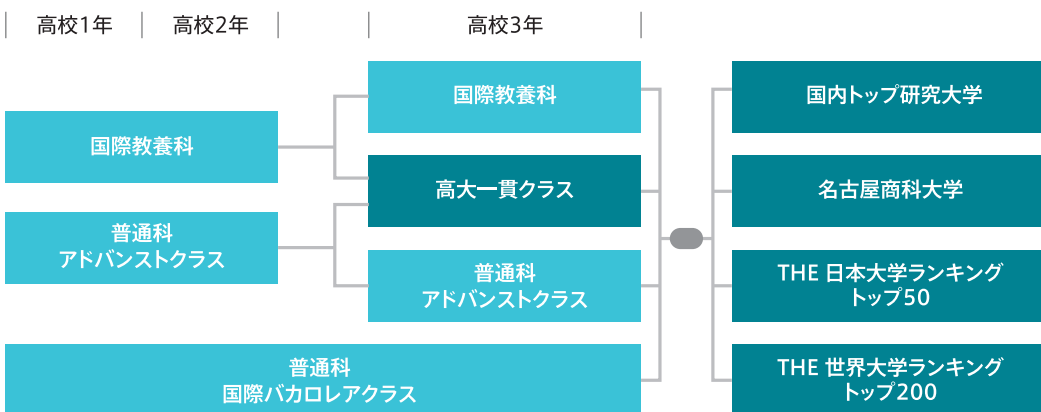 高校1年
高校2年
高校3年
国際教養科
普通科
アドバンストクラス
国際教養科
高大一貫クラス
普通科
アドバンストクラス
普通科
国際バカロレアクラス
国内トップ研究大学
名古屋商科大学
THE 日本大学ランキング
トップ50
THE 世界大学ランキング
トップ200